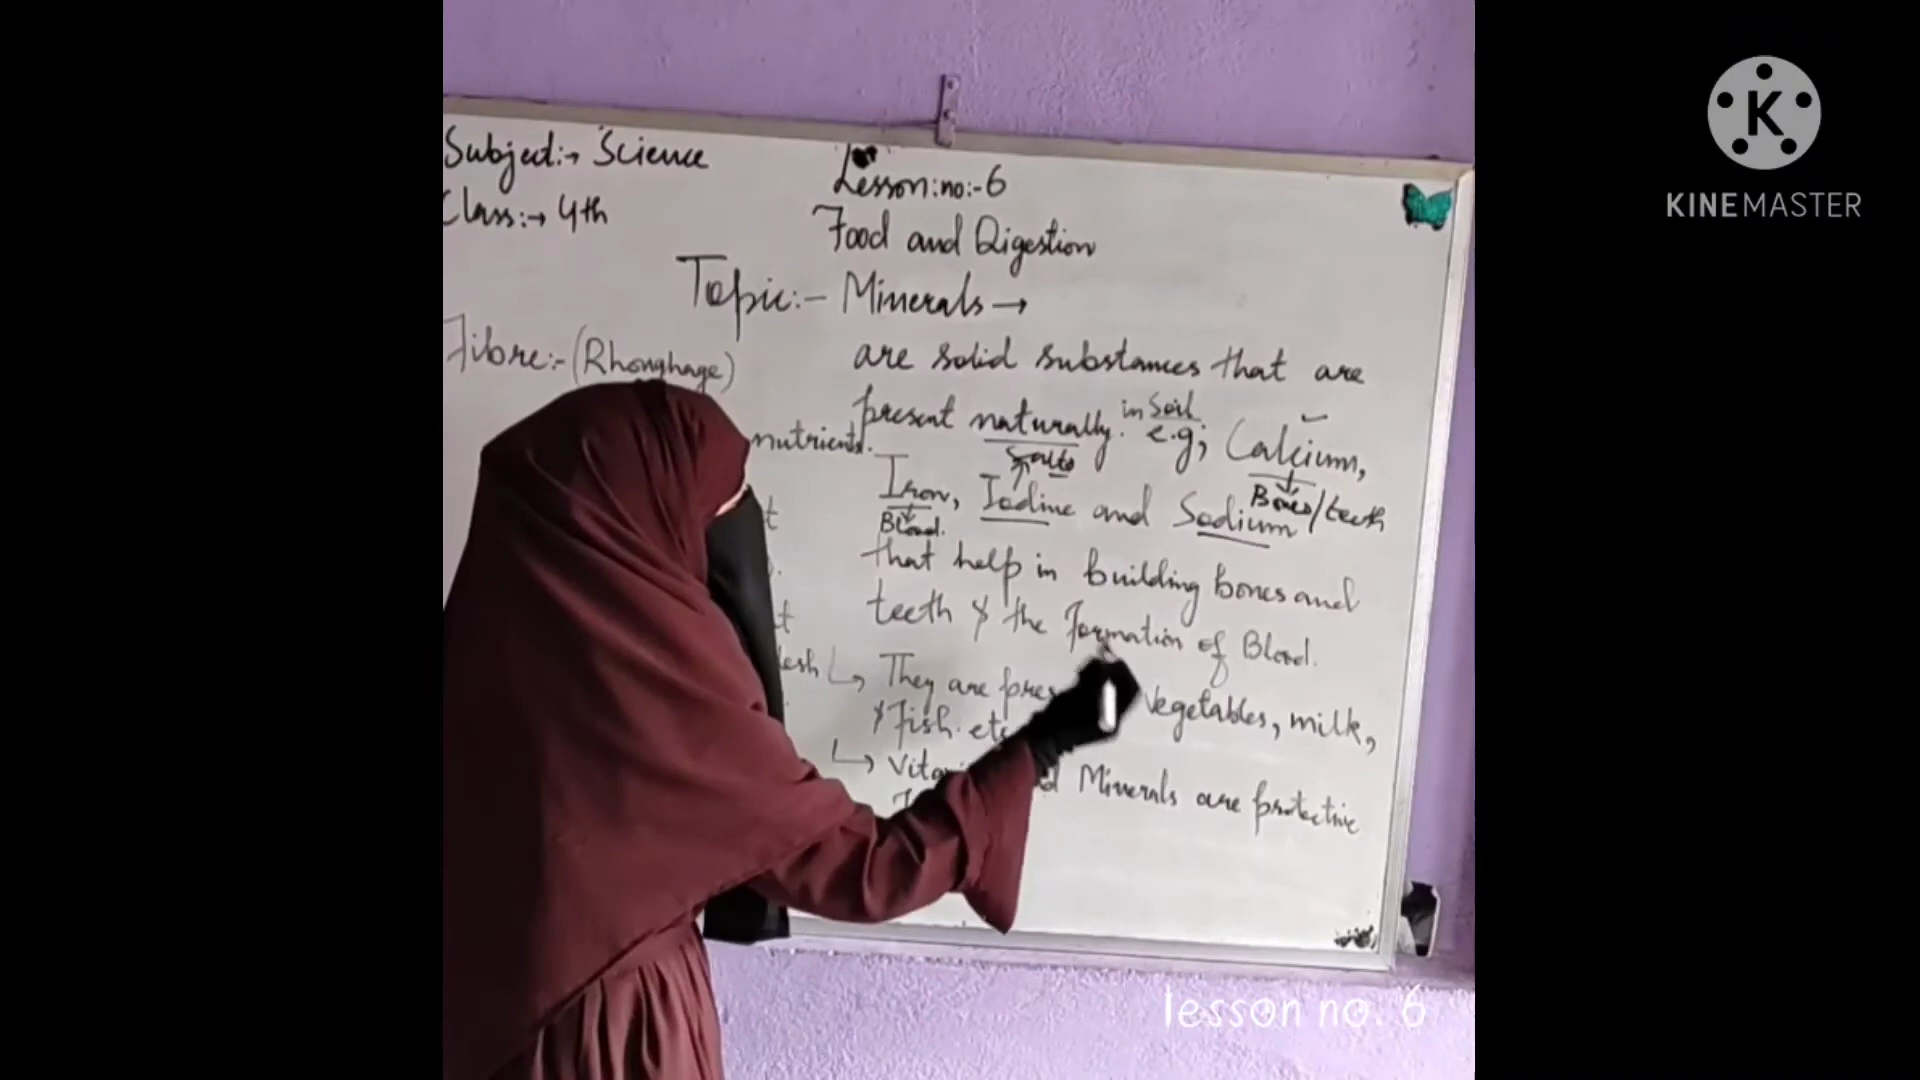 Subject:→ Science
Class:→ 4th
Lesson:no:-6
Food and Digestion
Topic:- Minerals →
Fibre:- (Rhonghage)
nutrients.
are solid substances that are
present naturally. in Soil e.g; Calcium,
Salts
Bones/teeth
Iron, Iodine and Sodium
Blood.
that help in building bones and
teeth & the Formation of Blood.
They are Vegetables, milk,
& Fish etc
Minerals are protective
lesson no. 6
K
KINEMASTER